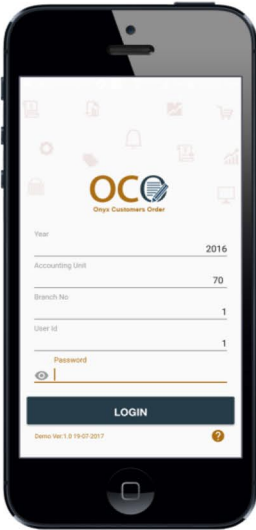 OCO
Onyx Customers Order
Year
2016
Accounting Unit
70
Branch No
1
User Id
1
Password
LOGIN
Demo Ver:1.0 19-07-2017
?